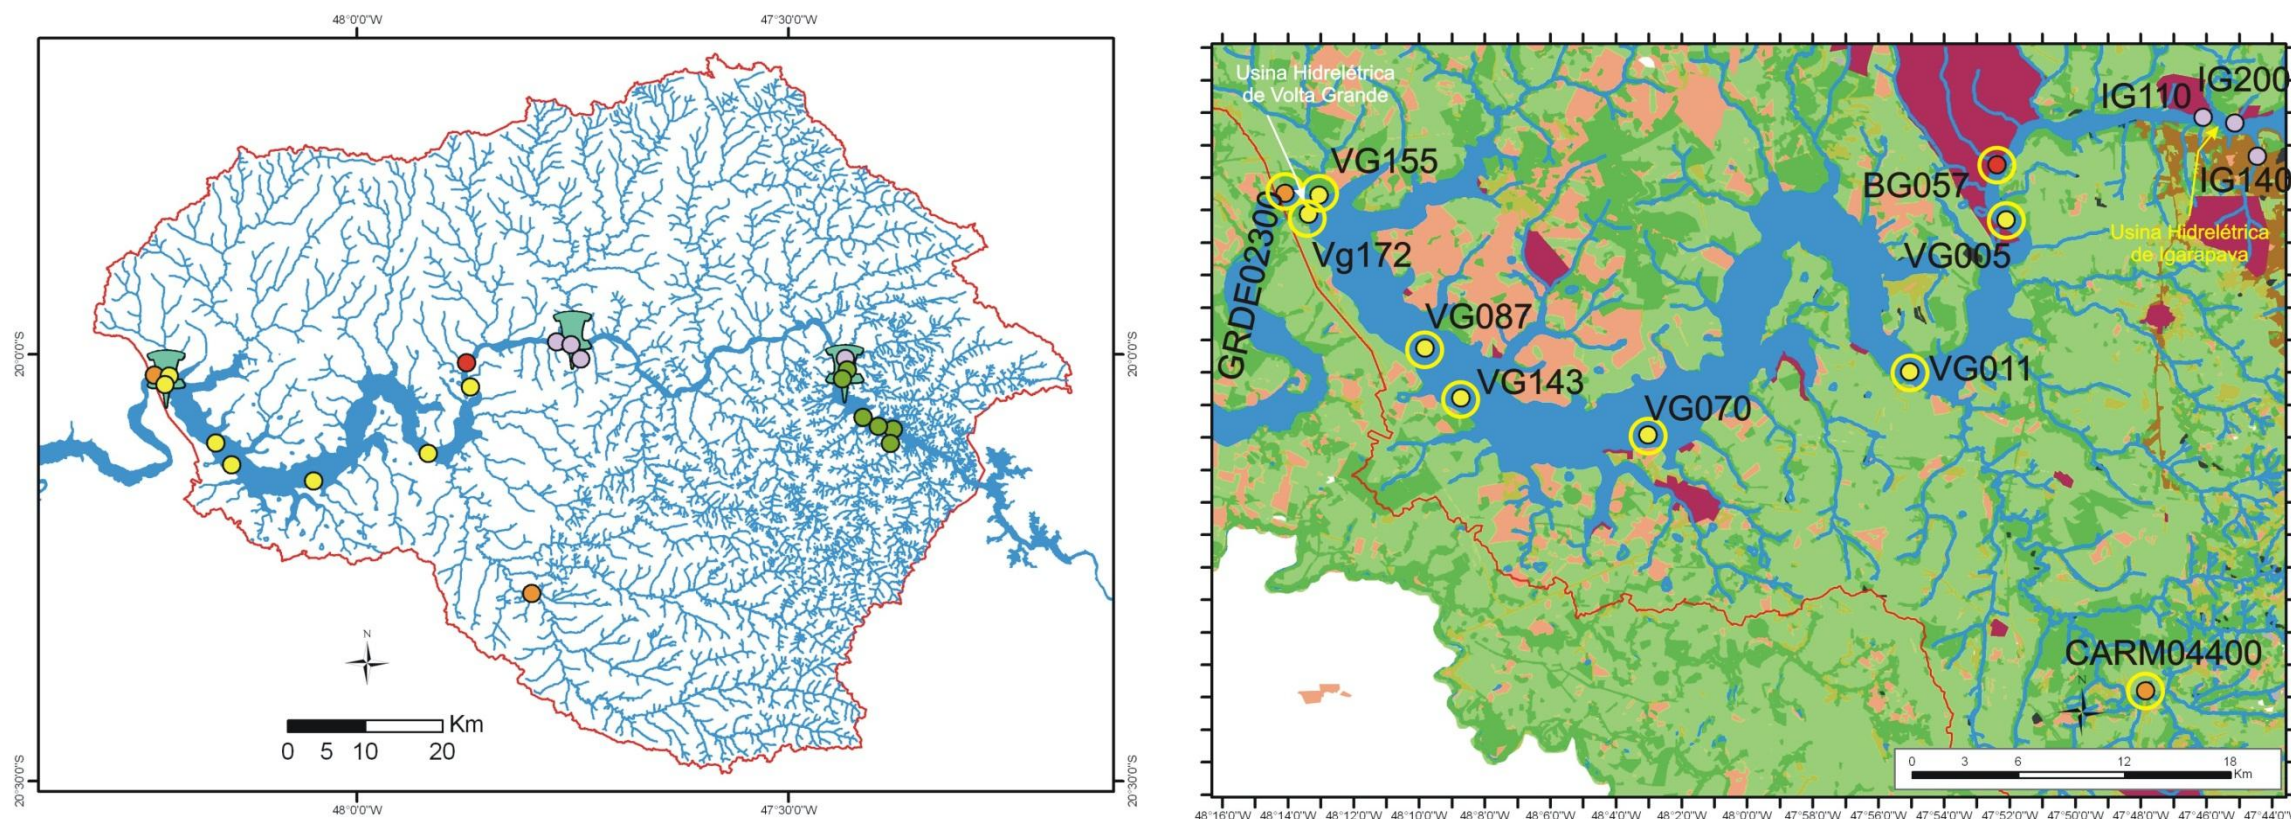 48°0'0"W
47°30'0"W
20°0'0"S
20°0'0"S
20°30'0"S
20°30'0"S
N
Km
0 5 10 20
48°0'0"W
47°30'0"W
Usina Hidrelétrica
de Volta Grande
IG200
IG110
VG155
BG057
IG140
GRDE02300
Vg172
VG005
Usina Hidrelétrica
de Igarapava
VG087
VG143
VG011
VG070
CARM04400
N
0 3 6 12 18
Km
48°16'0"W 48°14'0"W 48°12'0"W 48°10'0"W 48°8'0"W 48°6'0"W 48°4'0"W 48°2'0"W 48°0'0"W 47°58'0"W 47°56'0"W 47°54'0"W 47°52'0"W 47°50'0"W 47°48'0"W 47°46'0"W 47°44'0"W